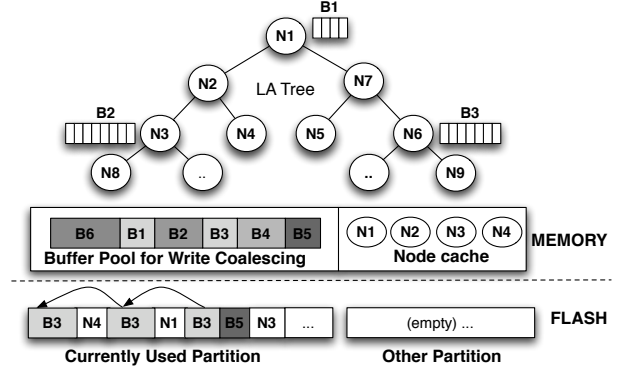 B1
N1
N2
LA Tree
N7
B2
B3
N3
N4
N5
N6
N8
..
..
N9
B6 B1 B2 B3 B4 B5
N1 N2 N3 N4
MEMORY
Buffer Pool for Write Coalescing
Node cache
B3 N4 B3 N1 B3 B5 N3 ...
(empty) ...
FLASH
Currently Used Partition
Other Partition